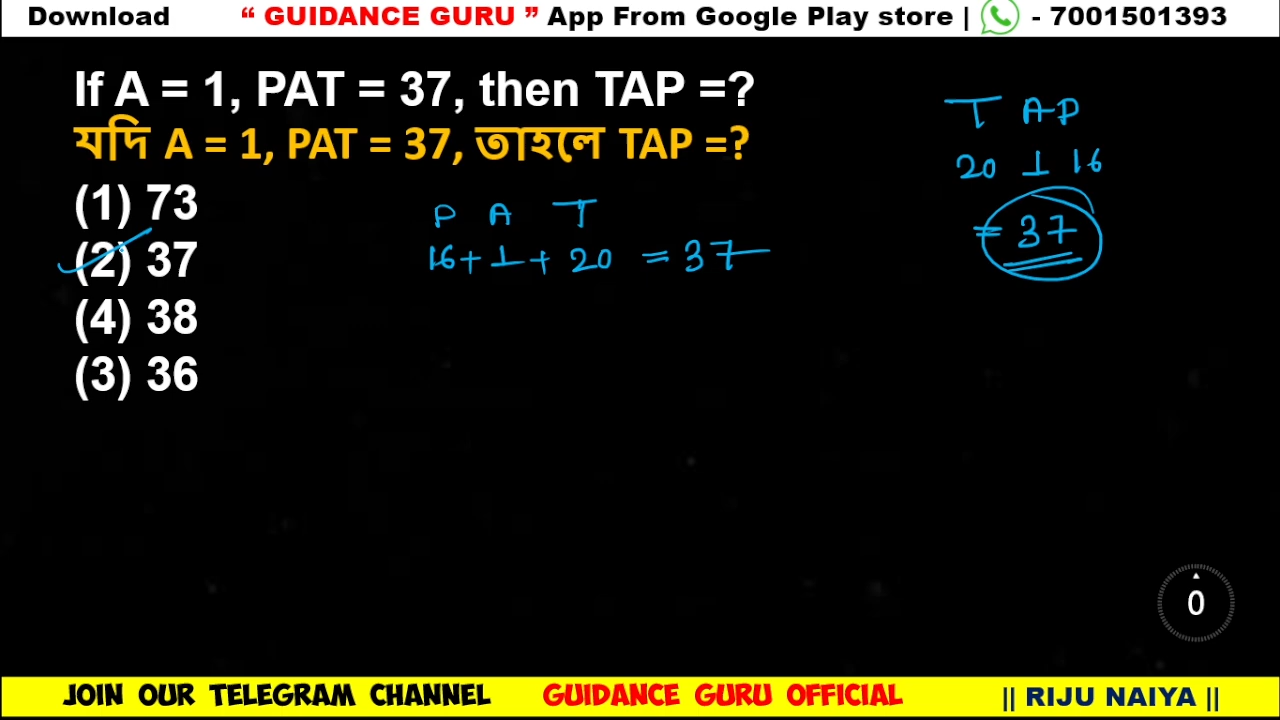 Download “ GUIDANCE GURU ” App From Google Play store | - 7001501393
If A = 1, PAT = 37, then TAP =?
যদি A = 1, PAT = 37, তাহলে TAP =?
(1) 73
(2) 37
(4) 38
(3) 36
P A T
16 + 1 + 20 = 37
T A P
20 1 16
= 37
0
JOIN OUR TELEGRAM CHANNEL GUIDANCE GURU OFFICIAL || RIJU NAIYA ||